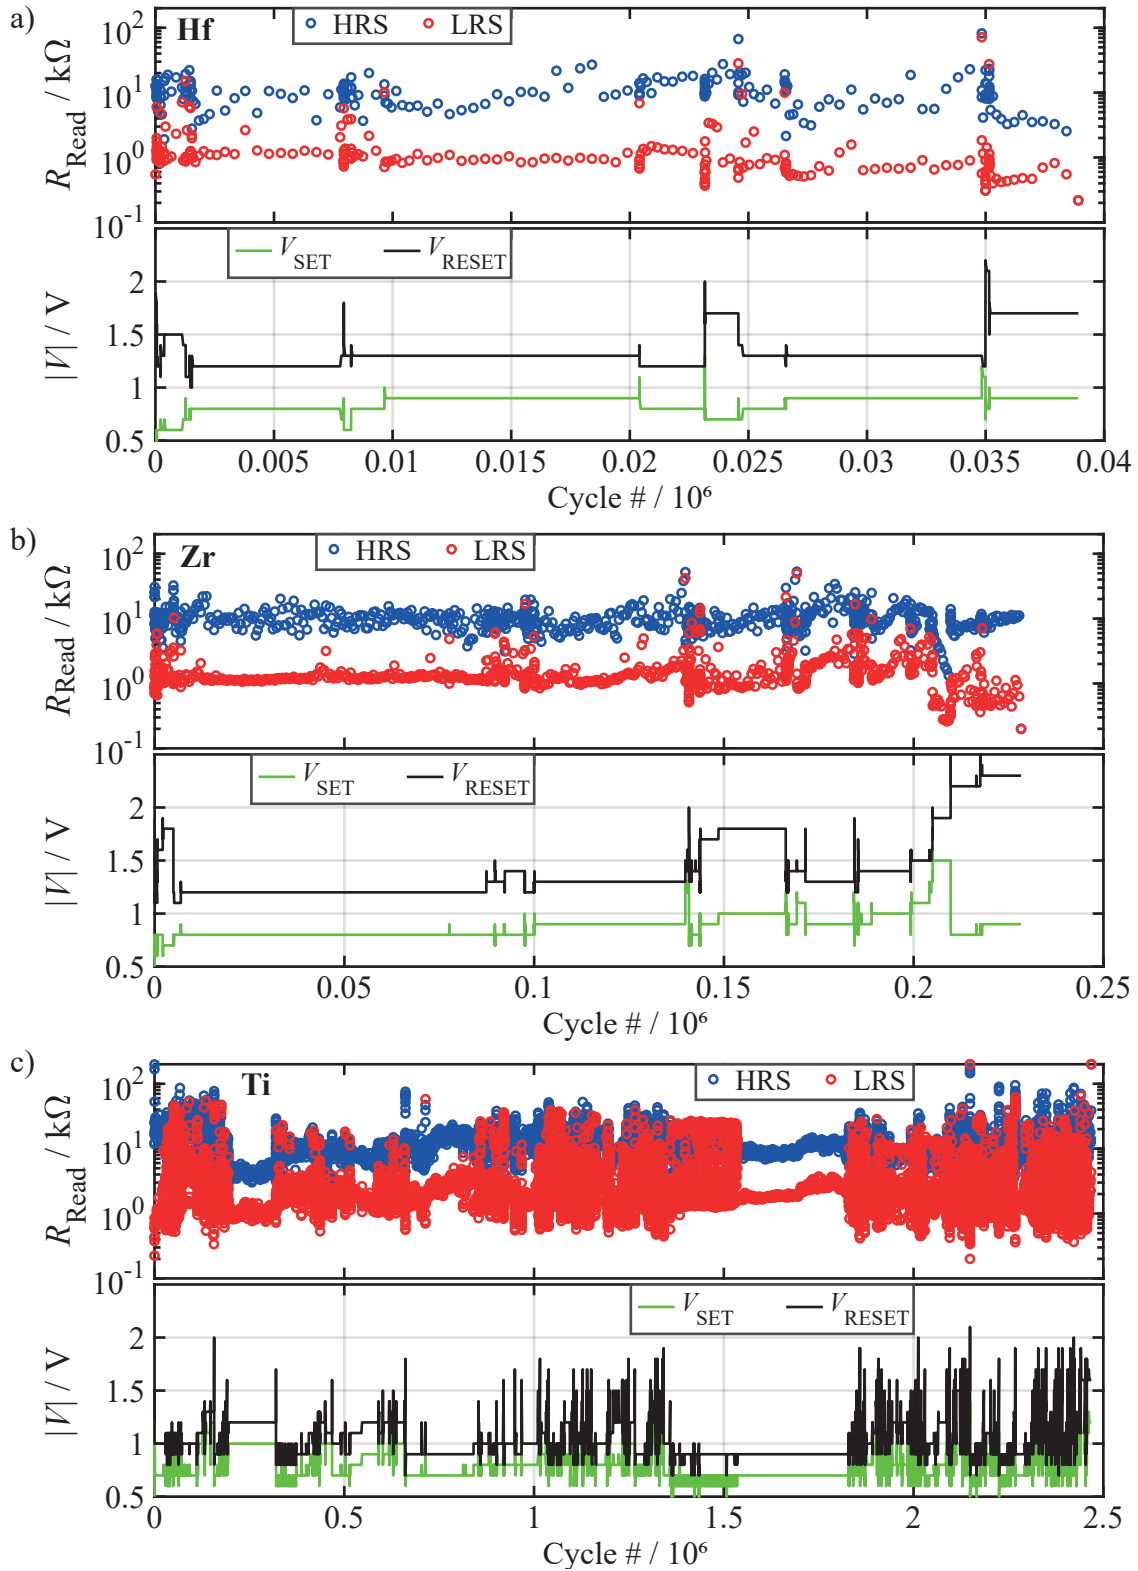 a)
Hf
HRS LRS
10²
10¹
10⁰
10⁻¹
R_Read / kΩ
V_SET V_RESET
2
1.5
1
0.5
|V| / V
0 0.005 0.01 0.015 0.02 0.025 0.03 0.035 0.04
Cycle # / 10⁶
b)
Zr
HRS LRS
10²
10¹
10⁰
10⁻¹
R_Read / kΩ
V_SET V_RESET
2
1.5
1
0.5
|V| / V
0 0.05 0.1 0.15 0.2 0.25
Cycle # / 10⁶
c)
Ti
HRS LRS
10²
10¹
10⁰
10⁻¹
R_Read / kΩ
V_SET V_RESET
2
1.5
1
0.5
|V| / V
0 0.5 1 1.5 2 2.5
Cycle # / 10⁶